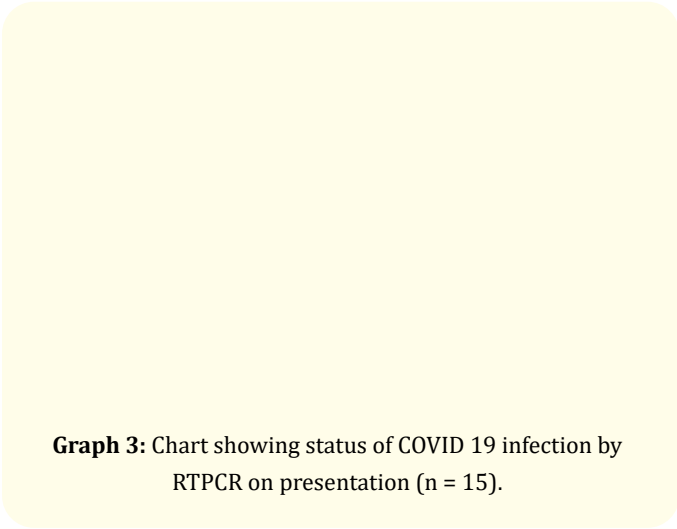 Graph 3: Chart showing status of COVID 19 infection by
RTPCR on presentation (n = 15).